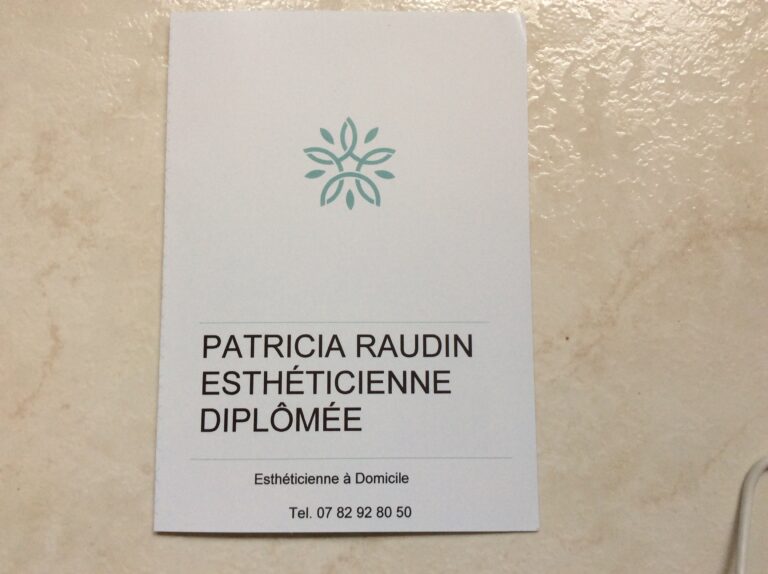 PATRICIA RAUDIN
ESTHÉTICIENNE
DIPLÔMÉE
Esthéticienne à Domicile
Tel. 07 82 92 80 50